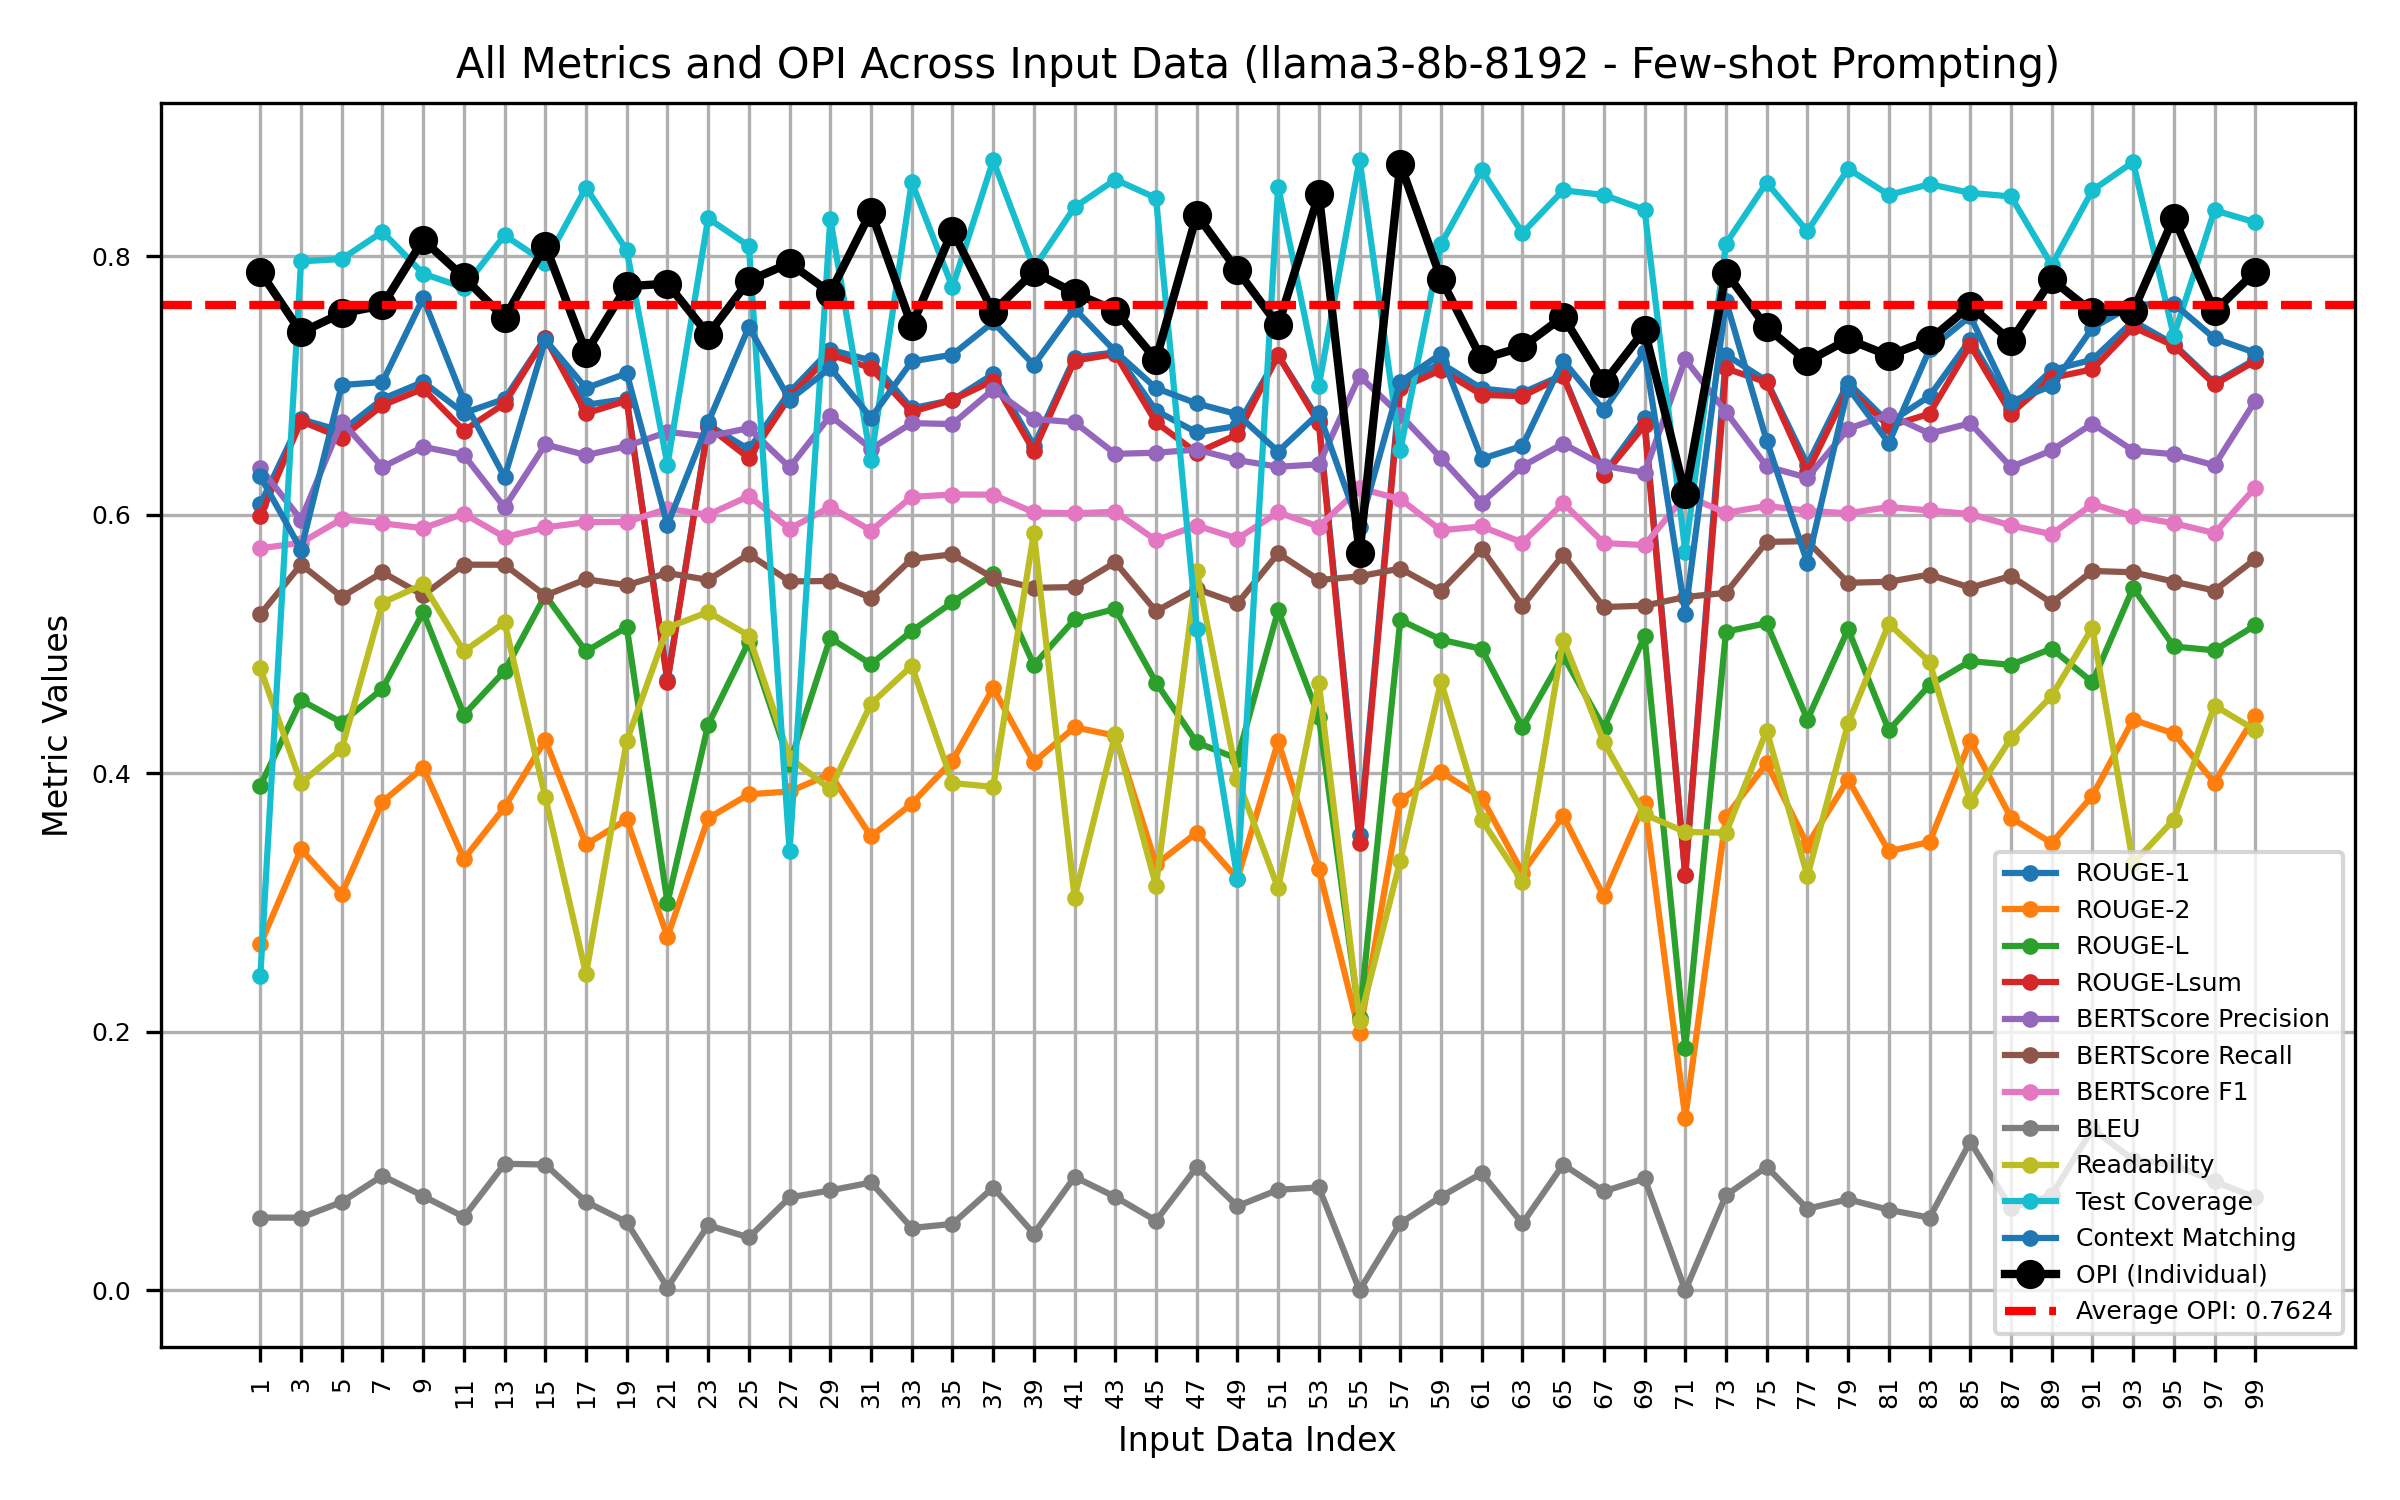 All Metrics and OPI Across Input Data (llama3-8b-8192 - Few-shot Prompting)
Metric Values
0.8
0.6
0.4
0.2
0.0
ROUGE-1
ROUGE-2
ROUGE-L
ROUGE-Lsum
BERTScore Precision
BERTScore Recall
BERTScore F1
BLEU
Readability
Test Coverage
Context Matching
OPI (Individual)
Average OPI: 0.7624
1 3 5 7 9 11 13 15 17 19 21 23 25 27 29 31 33 35 37 39 41 43 45 47 49 51 53 55 57 59 61 63 65 67 69 71 73 75 77 79 81 83 85 87 89 91 93 95 97 99
Input Data Index